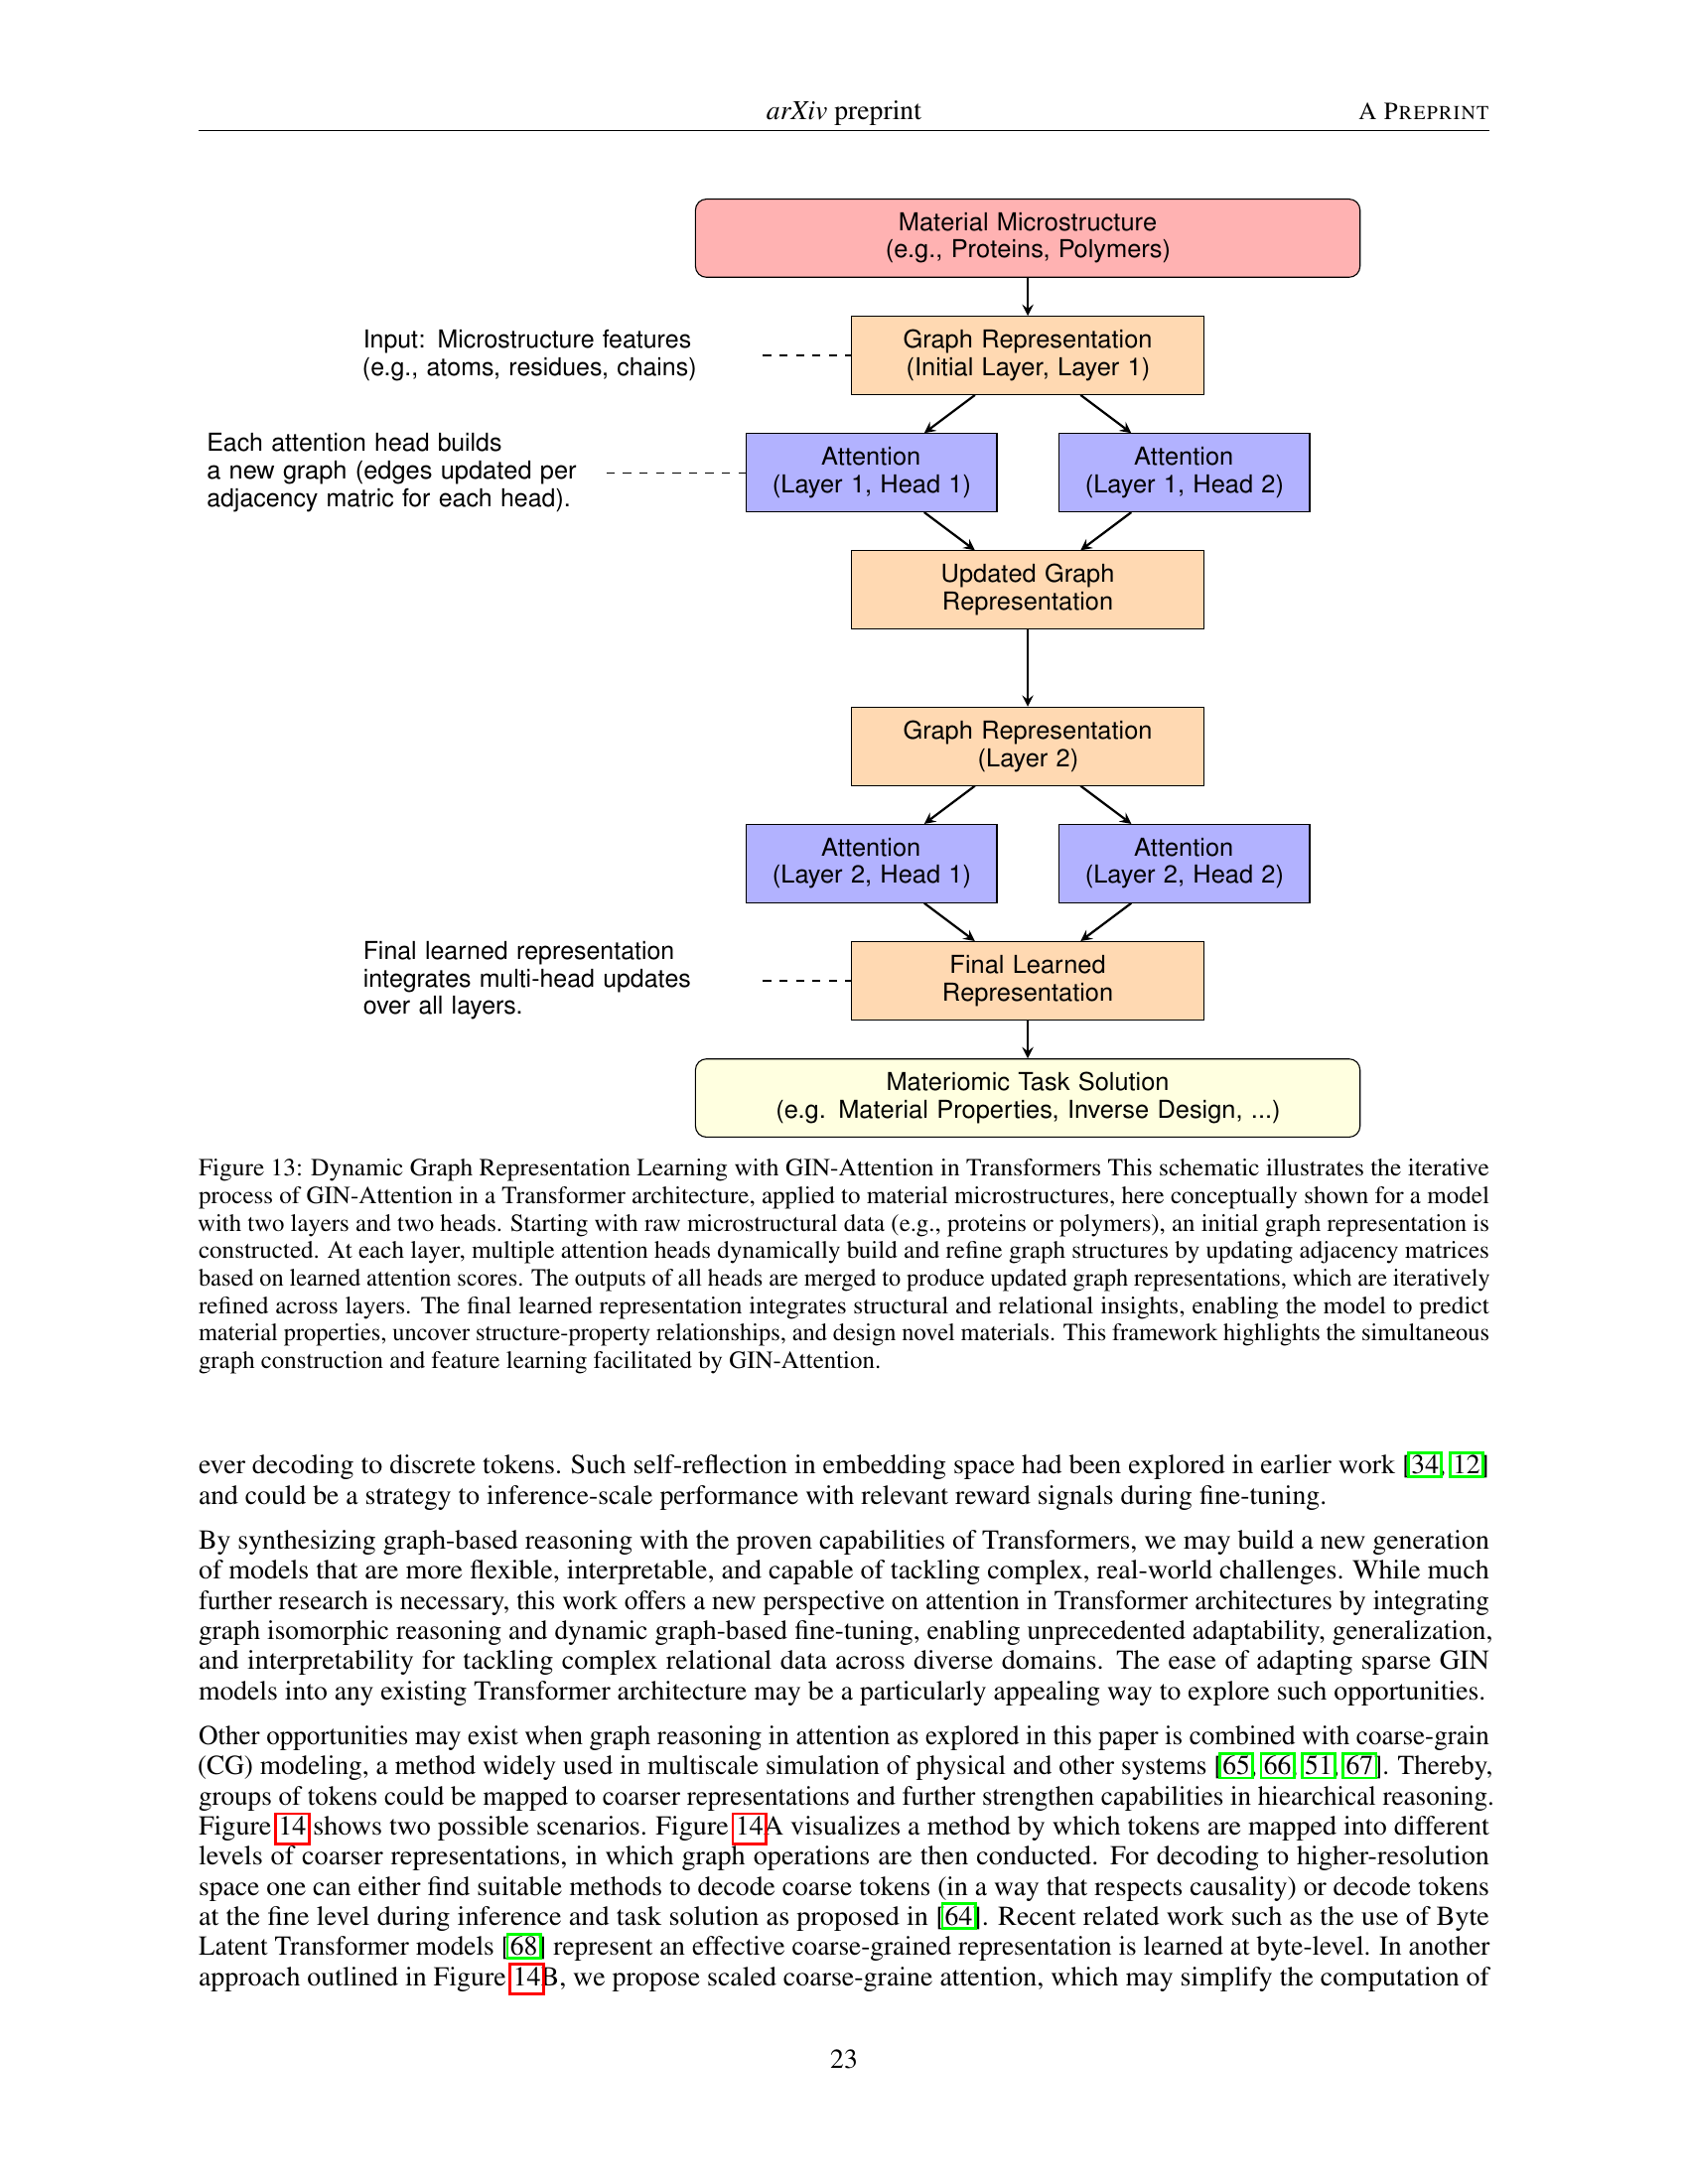 arXiv preprint
A PREPRINT
Material Microstructure
(e.g., Proteins, Polymers)
Input: Microstructure features
(e.g., atoms, residues, chains)
Graph Representation
(Initial Layer, Layer 1)
Each attention head builds
a new graph (edges updated per
adjacency matric for each head).
Attention
(Layer 1, Head 1)
Attention
(Layer 1, Head 2)
Updated Graph
Representation
Graph Representation
(Layer 2)
Attention
(Layer 2, Head 1)
Attention
(Layer 2, Head 2)
Final learned representation
integrates multi-head updates
over all layers.
Final Learned
Representation
Materiomic Task Solution
(e.g. Material Properties, Inverse Design, ...)
Figure 13: Dynamic Graph Representation Learning with GIN-Attention in Transformers This schematic illustrates the iterative
process of GIN-Attention in a Transformer architecture, applied to material microstructures, here conceptually shown for a model
with two layers and two heads. Starting with raw microstructural data (e.g., proteins or polymers), an initial graph representation is
constructed. At each layer, multiple attention heads dynamically build and refine graph structures by updating adjacency matrices
based on learned attention scores. The outputs of all heads are merged to produce updated graph representations, which are iteratively
refined across layers. The final learned representation integrates structural and relational insights, enabling the model to predict
material properties, uncover structure-property relationships, and design novel materials. This framework highlights the simultaneous
graph construction and feature learning facilitated by GIN-Attention.
ever decoding to discrete tokens. Such self-reflection in embedding space had been explored in earlier work [34, 12]
and could be a strategy to inference-scale performance with relevant reward signals during fine-tuning.
By synthesizing graph-based reasoning with the proven capabilities of Transformers, we may build a new generation
of models that are more flexible, interpretable, and capable of tackling complex, real-world challenges. While much
further research is necessary, this work offers a new perspective on attention in Transformer architectures by integrating
graph isomorphic reasoning and dynamic graph-based fine-tuning, enabling unprecedented adaptability, generalization,
and interpretability for tackling complex relational data across diverse domains. The ease of adapting sparse GIN
models into any existing Transformer architecture may be a particularly appealing way to explore such opportunities.
Other opportunities may exist when graph reasoning in attention as explored in this paper is combined with coarse-grain
(CG) modeling, a method widely used in multiscale simulation of physical and other systems [65, 66, 51, 67]. Thereby,
groups of tokens could be mapped to coarser representations and further strengthen capabilities in hiearchical reasoning.
Figure 14 shows two possible scenarios. Figure 14A visualizes a method by which tokens are mapped into different
levels of coarser representations, in which graph operations are then conducted. For decoding to higher-resolution
space one can either find suitable methods to decode coarse tokens (in a way that respects causality) or decode tokens
at the fine level during inference and task solution as proposed in [64]. Recent related work such as the use of Byte
Latent Transformer models [68] represent an effective coarse-grained representation is learned at byte-level. In another
approach outlined in Figure 14B, we propose scaled coarse-graine attention, which may simplify the computation of
23